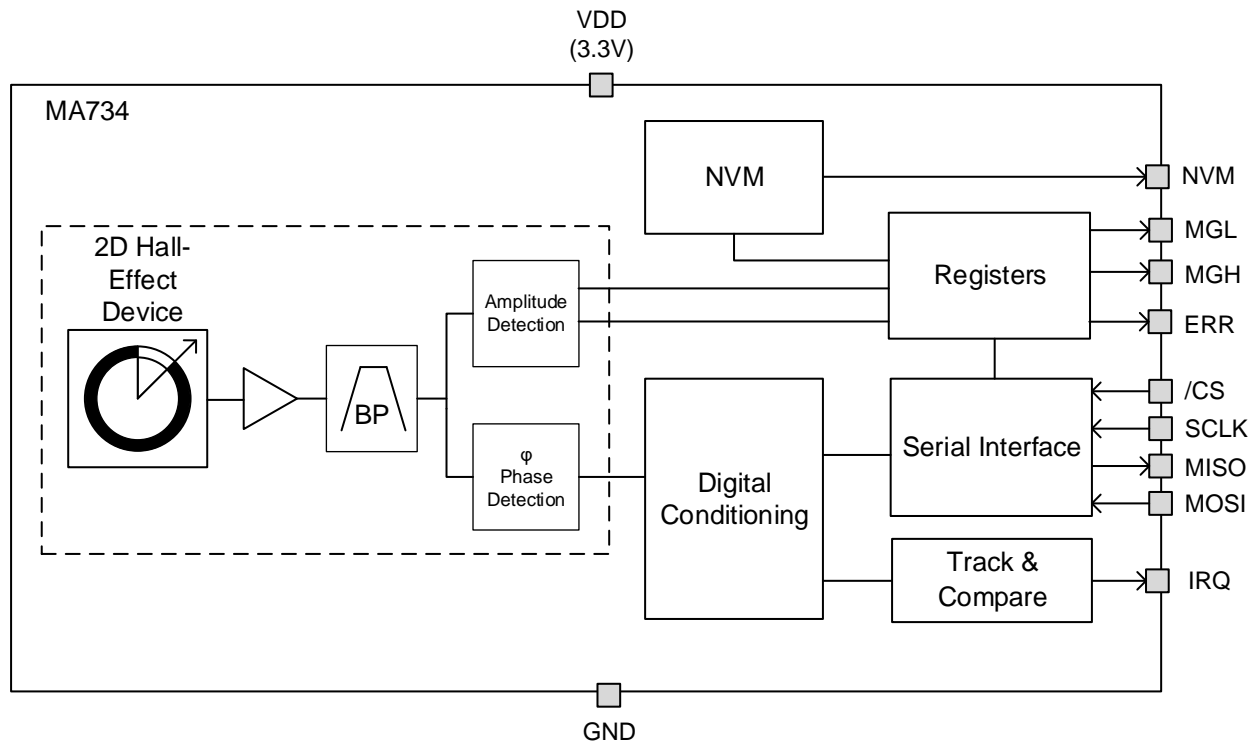 VDD
(3.3V)
MA734
NVM
NVM
2D Hall-
Effect
Device
Amplitude
Detection
Registers
MGL
MGH
ERR
BP
φ
Phase
Detection
Digital
Conditioning
Serial Interface
/CS
SCLK
MISO
MOSI
Track &
Compare
IRQ
GND